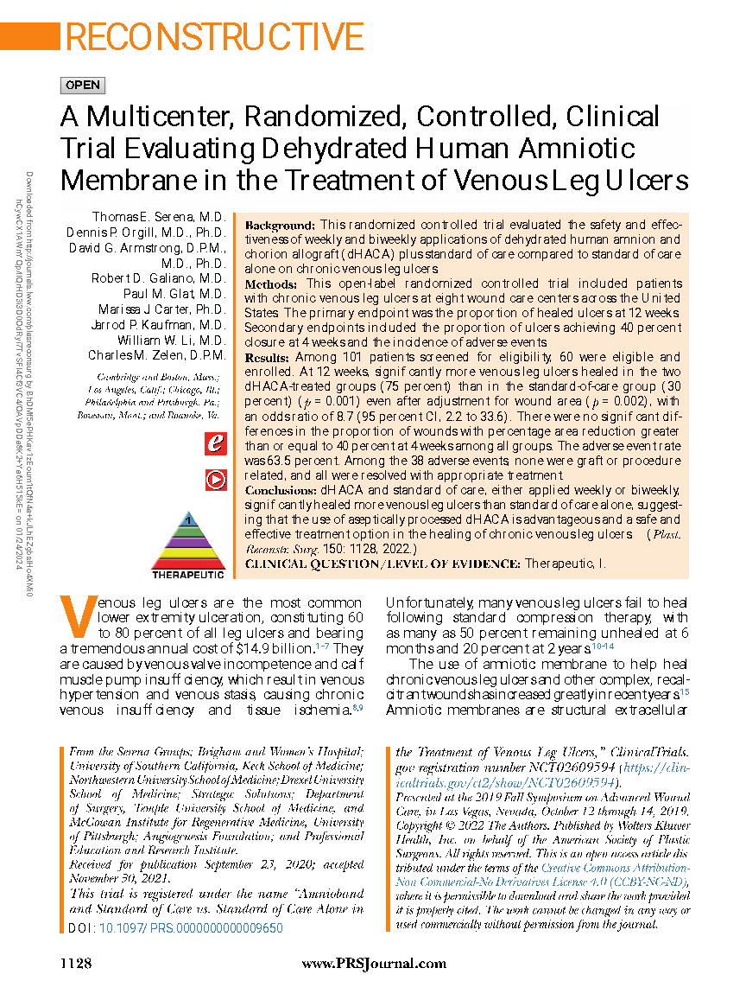 RECONSTRUCTIVE
OPEN
A Multicenter, Randomized, Controlled, Clinical
Trial Evaluating Dehydrated Human Amniotic
Membrane in the Treatment of Venous Leg Ulcers
Thomas E. Serena, M.D.
Dennis P. Orgill, M.D., Ph.D.
David G. Armstrong, D.P.M.,
M.D., Ph.D.
Robert D. Galiano, M.D.
Paul M. Glat, M.D.
Marissa J. Carter, Ph.D.
Jarrod P. Kaufman, M.D.
William W. Li, M.D.
Charles M. Zelen, D.P.M.
Cambridge and Boston, Mass.;
Los Angeles, Calif.; Chicago, Ill.;
Philadelphia and Pittsburgh, Pa.;
Bozeman, Mont.; and Roanoke, Va.
e
1
THERAPEUTIC
Background: This randomized controlled trial evaluated the safety and effec-
tiveness of weekly and biweekly applications of dehydrated human amnion and
chorion allograft (dHACA) plus standard of care compared to standard of care
alone on chronic venous leg ulcers.
Methods: This open-label randomized controlled trial included patients
with chronic venous leg ulcers at eight wound care centers across the United
States. The primary endpoint was the proportion of healed ulcers at 12 weeks.
Secondary endpoints included the proportion of ulcers achieving 40 percent
closure at 4 weeks and the incidence of adverse events.
Results: Among 101 patients screened for eligibility, 60 were eligible and
enrolled. At 12 weeks, significantly more venous leg ulcers healed in the two
dHACA-treated groups (75 percent) than in the standard-of-care group (30
percent) (p = 0.001) even after adjustment for wound area (p = 0.002), with
an odds ratio of 8.7 (95 percent CI, 2.2 to 33.6). There were no significant dif-
ferences in the proportion of wounds with percentage area reduction greater
than or equal to 40 percent at 4 weeks among all groups. The adverse event rate
was 63.5 percent. Among the 38 adverse events, none were graft or procedure
related, and all were resolved with appropriate treatment.
Conclusions: dHACA and standard of care, either applied weekly or biweekly,
significantly healed more venous leg ulcers than standard of care alone, suggest-
ing that the use of aseptically processed dHACA is advantageous and a safe and
effective treatment option in the healing of chronic venous leg ulcers. (Plast.
Reconstr. Surg. 150: 1128, 2022.)
CLINICAL QUESTION/LEVEL OF EVIDENCE: Therapeutic, I.
Venous leg ulcers are the most common
lower extremity ulceration, constituting 60
to 80 percent of all leg ulcers and bearing
a tremendous annual cost of $14.9 billion.1–7 They
are caused by venous valve incompetence and calf
muscle pump insufficiency, which result in venous
hypertension and venous stasis, causing chronic
venous insufficiency and tissue ischemia.8,9
Unfortunately, many venous leg ulcers fail to heal
following standard compression therapy, with
as many as 50 percent remaining unhealed at 6
months and 20 percent at 2 years.10–14
The use of amniotic membrane to help heal
chronic venous leg ulcers and other complex, recal-
citrant wounds has increased greatly in recent years.15
Amniotic membranes are structural extracellular
From the Serena Groups; Brigham and Women's Hospital;
University of Southern California, Keck School of Medicine;
Northwestern University School of Medicine; Drexel University
School of Medicine; Strategic Solutions; Department
of Surgery, Temple University School of Medicine, and
McGowan Institute for Regenerative Medicine, University
of Pittsburgh; Angiogenesis Foundation; and Professional
Education and Research Institute.
Received for publication September 23, 2020; accepted
November 30, 2021.
This trial is registered under the name “Amnioband
and Standard of Care vs. Standard of Care Alone in
DOI: 10.1097/PRS.0000000000009650
the Treatment of Venous Leg Ulcers,” ClinicalTrials.
gov registration number NCT02609594 (https://clin-
icaltrials.gov/ct2/show/NCT02609594).
Presented at the 2019 Fall Symposium on Advanced Wound
Care, in Las Vegas, Nevada, October 12 through 14, 2019.
Copyright © 2022 The Authors. Published by Wolters Kluwer
Health, Inc. on behalf of the American Society of Plastic
Surgeons. All rights reserved. This is an open access article dis
tributed under the terms of the Creative Commons Attribution-
Non Commercial-No Derivatives License 4.0 (CCBY-NC-ND),
where it is permissible to download and share the work provided
it is properly cited. The work cannot be changed in any way or
used commercially without permission from the journal.
1128
www.PRSJournal.com